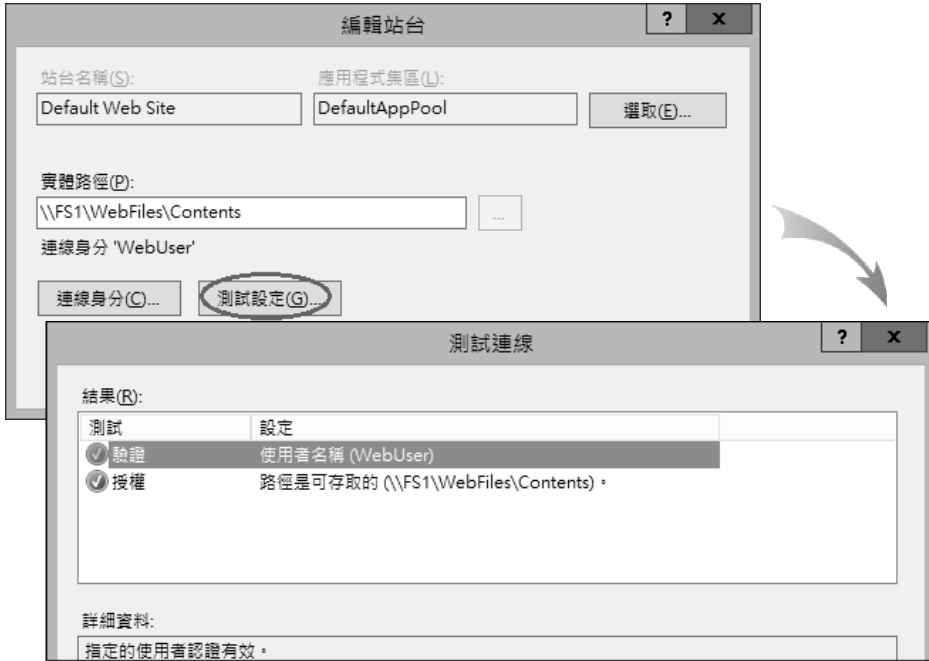 編輯站台
? x
站台名稱(S): 應用程式集區(L):
Default Web Site DefaultAppPool 選取(E)...
實體路徑(P):
\\FS1\WebFiles\Contents ...
連線身分 'WebUser'
連線身分(C)... 測試設定(G)...
測試連線
? x
結果(R):
測試 設定
驗證 使用者名稱 (WebUser)
授權 路徑是可存取的 (\\FS1\WebFiles\Contents)。
詳細資料:
指定的使用者認證有效。